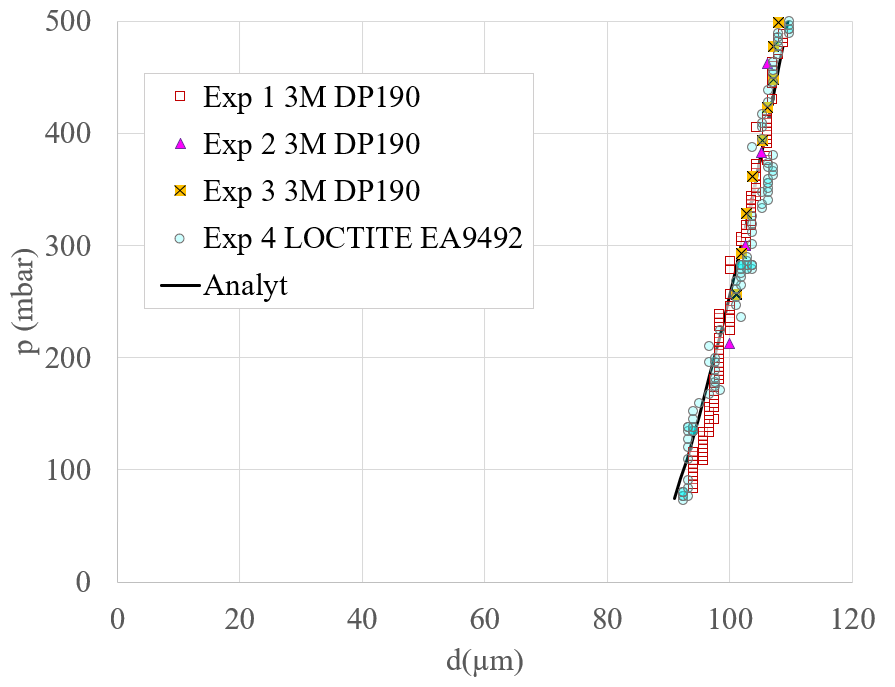 500
400
300
200
100
0
p (mbar)
Exp 1 3M DP190
Exp 2 3M DP190
Exp 3 3M DP190
Exp 4 LOCTITE EA9492
Analyt
0 20 40 60 80 100 120
d(µm)